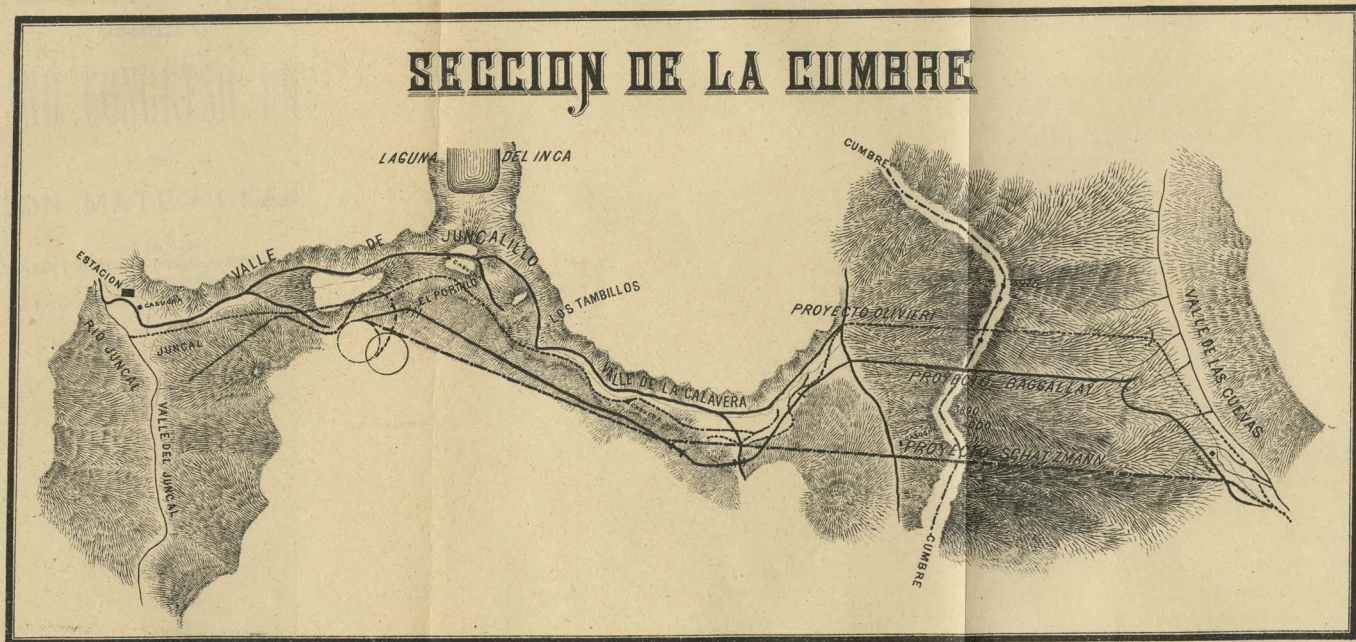 SECCION DE LA CUMBRE
LAGUNA DEL INCA
CUMBRE
VALLE DE JUNCALILLO
ESTACION
CASUCHA
EL PORTILLO
LOS TAMBILLOS
PROYECTO OLIVIERI
VALLE DE LAS CUEVAS
RIO JUNCAL
JUNCAL
VALLE DE LA CALAVERA
PROYECTO BAGGALLAY
VALLE DEL JUNCAL
PROYECTO SCHATZMANN
CUMBRE